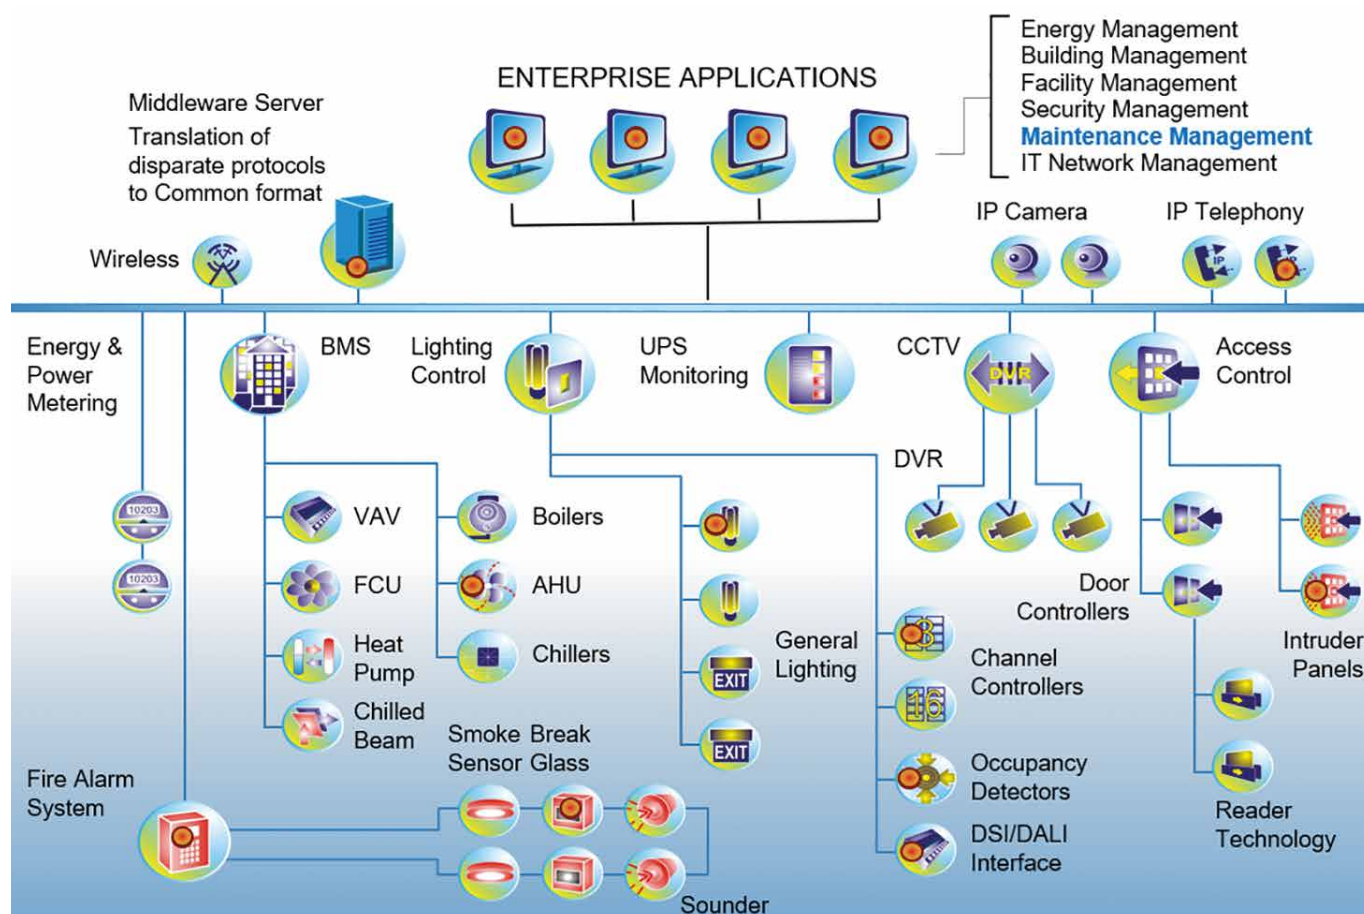 Energy Management
Building Management
Facility Management
Security Management
Maintenance Management
IT Network Management
ENTERPRISE APPLICATIONS
Middleware Server
Translation of
disparate protocols
to Common format
Wireless
IP Camera
IP Telephony
IP
IP
Energy &
Power
Metering
BMS
Lighting
Control
UPS
Monitoring
CCTV
DVR
Access
Control
DVR
10203
10203
VAV
FCU
Heat
Pump
Chilled
Beam
Boilers
AHU
Chillers
General
Lighting
EXIT
EXIT
8
16
Channel
Controllers
Occupancy
Detectors
DSI/DALI
Interface
Door
Controllers
Intruder
Panels
Reader
Technology
Fire Alarm
System
Smoke
Sensor
Break
Glass
Sounder